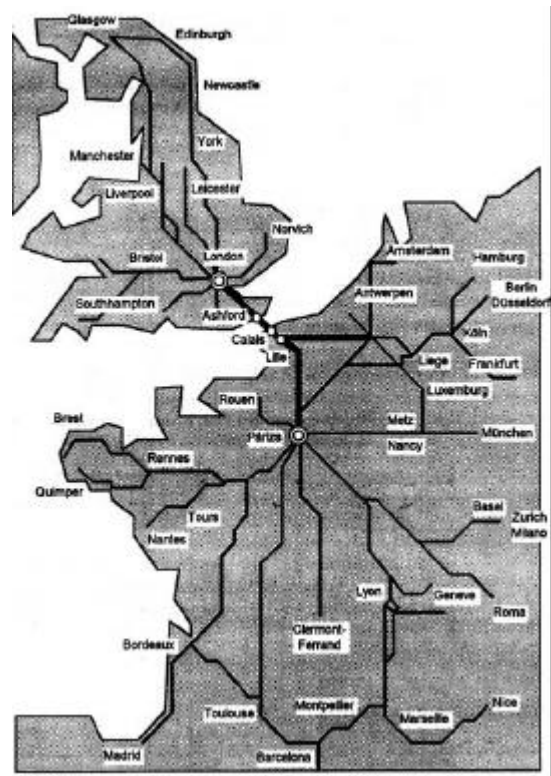 Glasgow
Edinburgh
Newcastle
York
Manchester
Liverpool
Leicester
Norvich
Bristol
London
Amsterdam
Hamburg
Southhampton
Antwerpen
Berlin
Düsseldorf
Ashford
Calais
Köln
Lille
Liege
Frankfurt
Luxemburg
Rouen
Brest
Metz
Párizs
Nancy
München
Rennes
Quimper
Tours
Basel
Zurich
Milano
Nantes
Lyon
Geneve
Roma
Clermont-
Ferrand
Bordeaux
Toulouse
Montpellier
Nice
Marseille
Madrid
Barcelona